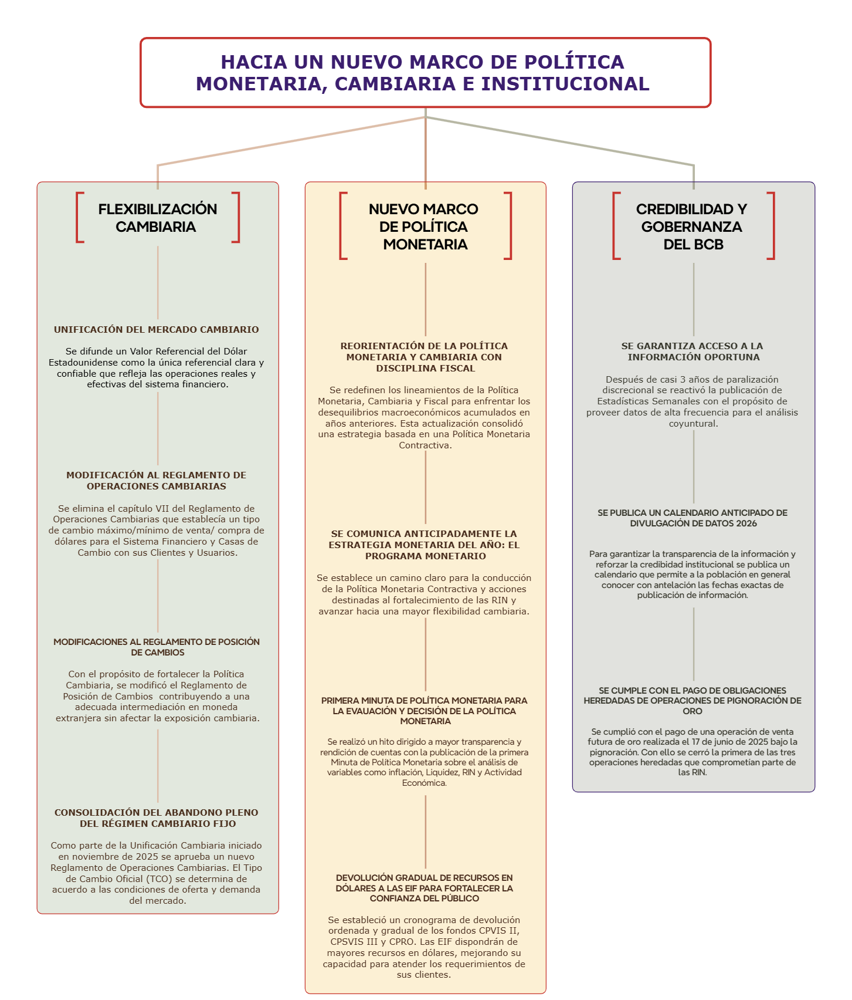 HACIA UN NUEVO MARCO DE POLÍTICA
MONETARIA, CAMBIARIA E INSTITUCIONAL
FLEXIBILIZACIÓN
CAMBIARIA
UNIFICACIÓN DEL MERCADO CAMBIARIO
Se difunde un Valor Referencial del Dólar
Estadounidense como la única referencial clara y
confiable que refleja las operaciones reales y
efectivas del sistema financiero.
MODIFICACIÓN AL REGLAMENTO DE
OPERACIONES CAMBIARIAS
Se elimina el capítulo VII del Reglamento de
Operaciones Cambiarias que establecía un tipo
de cambio máximo/mínimo de venta/ compra de
dólares para el Sistema Financiero y Casas de
Cambio con sus Clientes y Usuarios.
MODIFICACIONES AL REGLAMENTO DE POSICIÓN
DE CAMBIOS
Con el propósito de fortalecer la Política
Cambiaria, se modificó el Reglamento de
Posición de Cambios  contribuyendo a una
adecuada intermediación en moneda
extranjera sin afectar la exposición cambiaria.
CONSOLIDACIÓN DEL ABANDONO PLENO
DEL RÉGIMEN CAMBIARIO FIJO
Como parte de la Unificación Cambiaria iniciado
en noviembre de 2025 se aprueba un nuevo
Reglamento de Operaciones Cambiarias. El Tipo
de Cambio Oficial (TCO) se determina de
acuerdo a las condiciones de oferta y demanda
del mercado.
NUEVO MARCO
DE POLÍTICA
MONETARIA
REORIENTACIÓN DE LA POLÍTICA
MONETARIA Y CAMBIARIA CON
DISCIPLINA FISCAL
Se redefinen los lineamientos de la Política
Monetaria, Cambiaria y Fiscal para enfrentar los
desequilibrios macroeconómicos acumulados en
años anteriores. Esta actualización consolidó
una estrategia basada en una Política Monetaria
Contractiva.
SE COMUNICA ANTICIPADAMENTE LA
ESTRATEGIA MONETARIA DEL AÑO: EL
PROGRAMA MONETARIO
Se establece un camino claro para la conducción
de la Política Monetaria Contractiva y acciones
destinadas al fortalecimiento de las RIN y
avanzar hacia una mayor flexibilidad cambiaria.
PRIMERA MINUTA DE POLÍTICA MONETARIA PARA
LA EVAUACIÓN Y DECISIÓN DE LA POLÍTICA
MONETARIA
Se realizó un hito dirigido a mayor transparencia y
rendición de cuentas con la publicación de la primera
Minuta de Política Monetaria sobre el análisis de
variables como inflación, Liquidez, RIN y Actividad
Económica.
DEVOLUCIÓN GRADUAL DE RECURSOS EN
DÓLARES A LAS EIF PARA FORTALECER LA
CONFIANZA DEL PÚBLICO
Se estableció un cronograma de devolución
ordenada y gradual de los fondos CPVIS II,
CPSVIS III y CPRO. Las EIF dispondrán de
mayores recursos en dólares, mejorando su
capacidad para atender los requerimientos de
sus clientes.
CREDIBILIDAD Y
GOBERNANZA
DEL BCB
SE GARANTIZA ACCESO A LA
INFORMACIÓN OPORTUNA
Después de casi 3 años de paralización
discrecional se reactivó la publicación de
Estadísticas Semanales con el propósito de
proveer datos de alta frecuencia para el análisis
coyuntural.
SE PUBLICA UN CALENDARIO ANTICIPADO DE
DIVULGACIÓN DE DATOS 2026
Para garantizar la transparencia de la información y
reforzar la credibidad institucional se publica un
calendario que permite a la población en general
conocer con antelación las fechas exactas de
publicación de información.
SE CUMPLE CON EL PAGO DE OBLIGACIONES
HEREDADAS DE OPERACIONES DE PIGNORACIÓN DE
ORO
Se cumplió con el pago de una operación de venta
futura de oro realizada el 17 de junio de 2025 bajo la
pignoración. Con ello se cerró la primera de las tres
operaciones heredadas que comprometían parte de
las RIN.